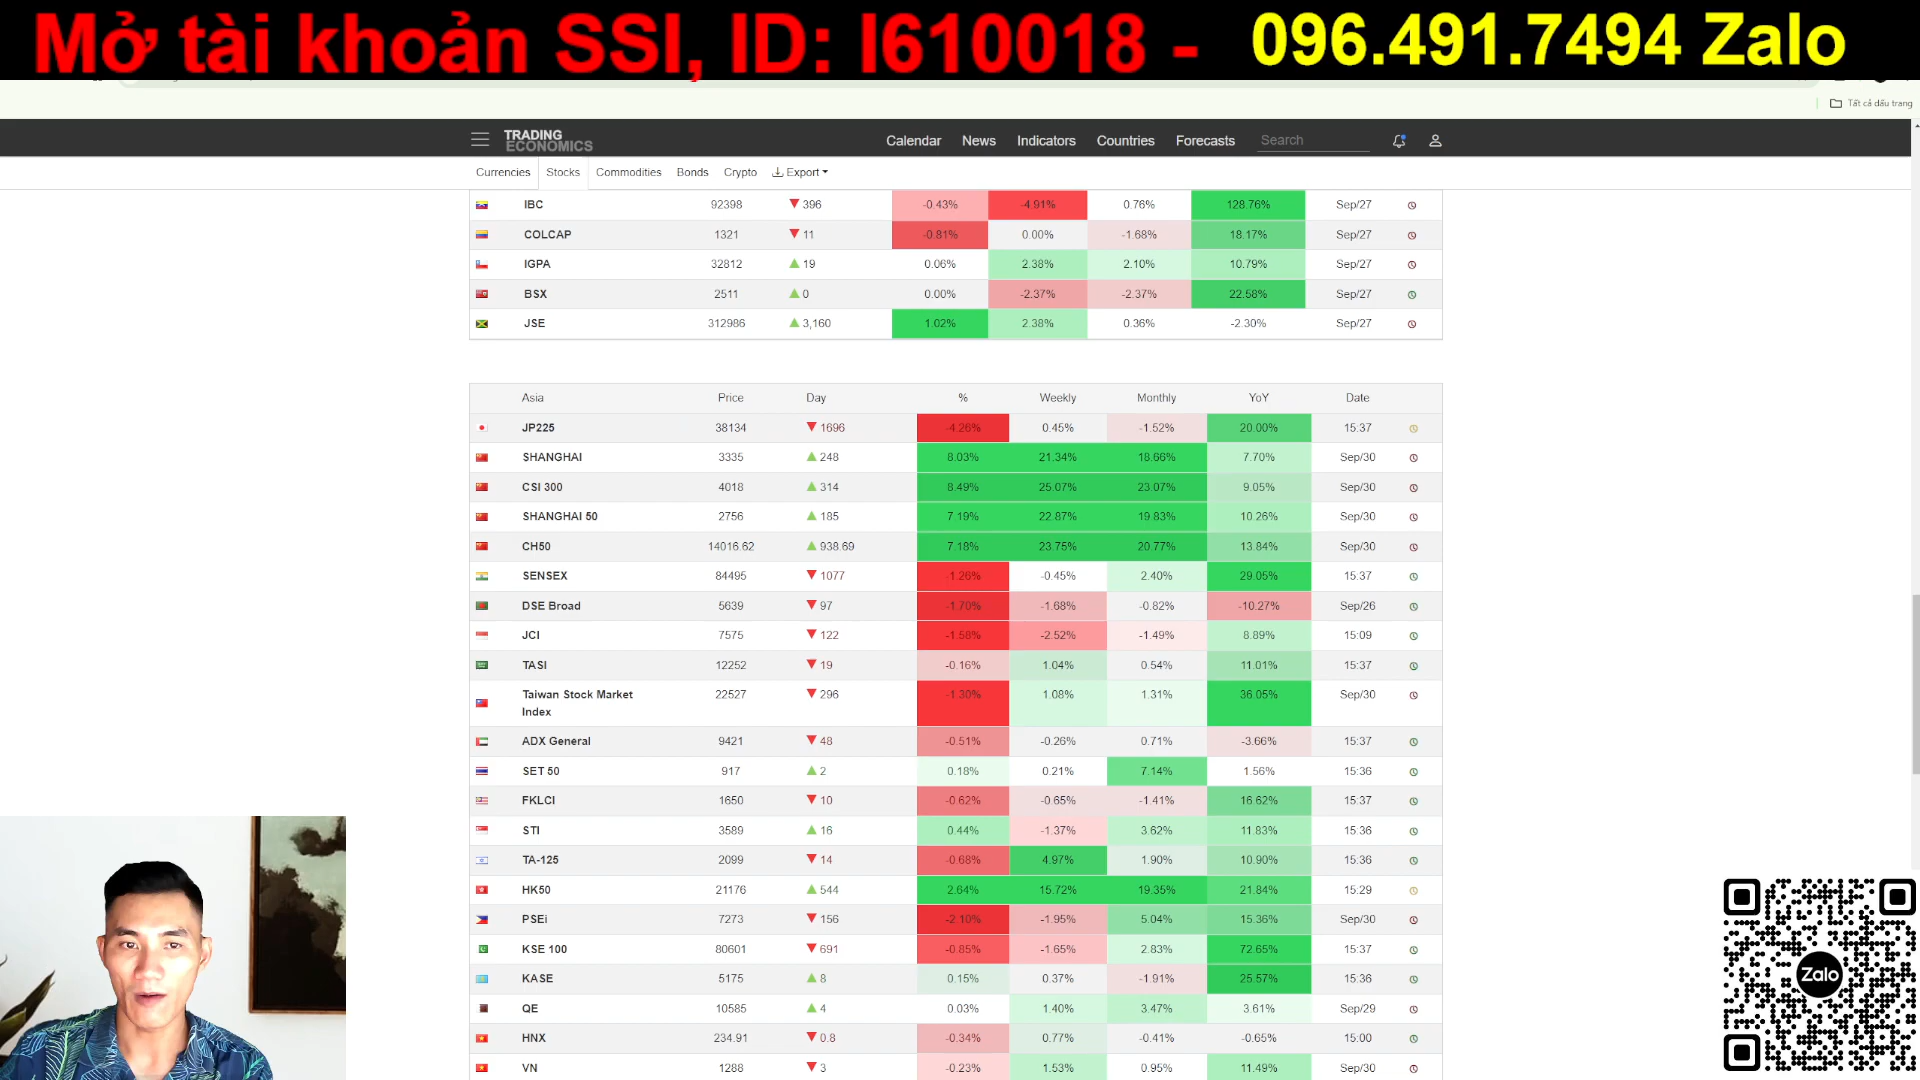 Mở tài khoản SSI, ID: I610018 - 096.491.7494 Zalo
Tất cả dấu trang
TRADING ECONOMICS
Calendar News Indicators Countries Forecasts Search
Currencies Stocks Commodities Bonds Crypto Export
IBC 92398 396 -0.43% -4.91% 0.76% 128.76% Sep/27
COLCAP 1321 11 -0.81% 0.00% -1.68% 18.17% Sep/27
IGPA 32812 19 0.06% 2.38% 2.10% 10.79% Sep/27
BSX 2511 0 0.00% -2.37% -2.37% 22.58% Sep/27
JSE 312986 3,160 1.02% 2.38% 0.36% -2.30% Sep/27
Asia Price Day % Weekly Monthly YoY Date
JP225 38134 1696 -4.26% 0.45% -1.52% 20.00% 15:37
SHANGHAI 3335 248 8.03% 21.34% 18.66% 7.70% Sep/30
CSI 300 4018 314 8.49% 25.07% 23.07% 9.05% Sep/30
SHANGHAI 50 2756 185 7.19% 22.87% 19.83% 10.26% Sep/30
CH50 14016.62 938.69 7.18% 23.75% 20.77% 13.84% Sep/30
SENSEX 84495 1077 -1.26% -0.45% 2.40% 29.05% 15:37
DSE Broad 5639 97 -1.70% -1.68% -0.82% -10.27% Sep/26
JCI 7575 122 -1.58% -2.52% -1.49% 8.89% 15:09
TASI 12252 19 -0.16% 1.04% 0.54% 11.01% 15:37
Taiwan Stock Market Index 22527 296 -1.30% 1.08% 1.31% 36.05% Sep/30
ADX General 9421 48 -0.51% -0.26% 0.71% -3.66% 15:37
SET 50 917 2 0.18% 0.21% 7.14% 1.56% 15:36
FKLCI 1650 10 -0.62% -0.65% -1.41% 16.62% 15:37
STI 3589 16 0.44% -1.37% 3.62% 11.83% 15:36
TA-125 2099 14 -0.68% 4.97% 1.90% 10.90% 15:36
HK50 21176 544 2.64% 15.72% 19.35% 21.84% 15:29
PSEi 7273 156 -2.10% -1.95% 5.04% 15.36% Sep/30
KSE 100 80601 691 -0.85% -1.65% 2.83% 72.65% 15:37
KASE 5175 8 0.15% 0.37% -1.91% 25.57% 15:36
QE 10585 4 0.03% 1.40% 3.47% 3.61% Sep/29
HNX 234.91 0.8 -0.34% 0.77% -0.41% -0.65% 15:00
VN 1288 3 -0.23% 1.53% 0.95% 11.49% Sep/30
Zalo